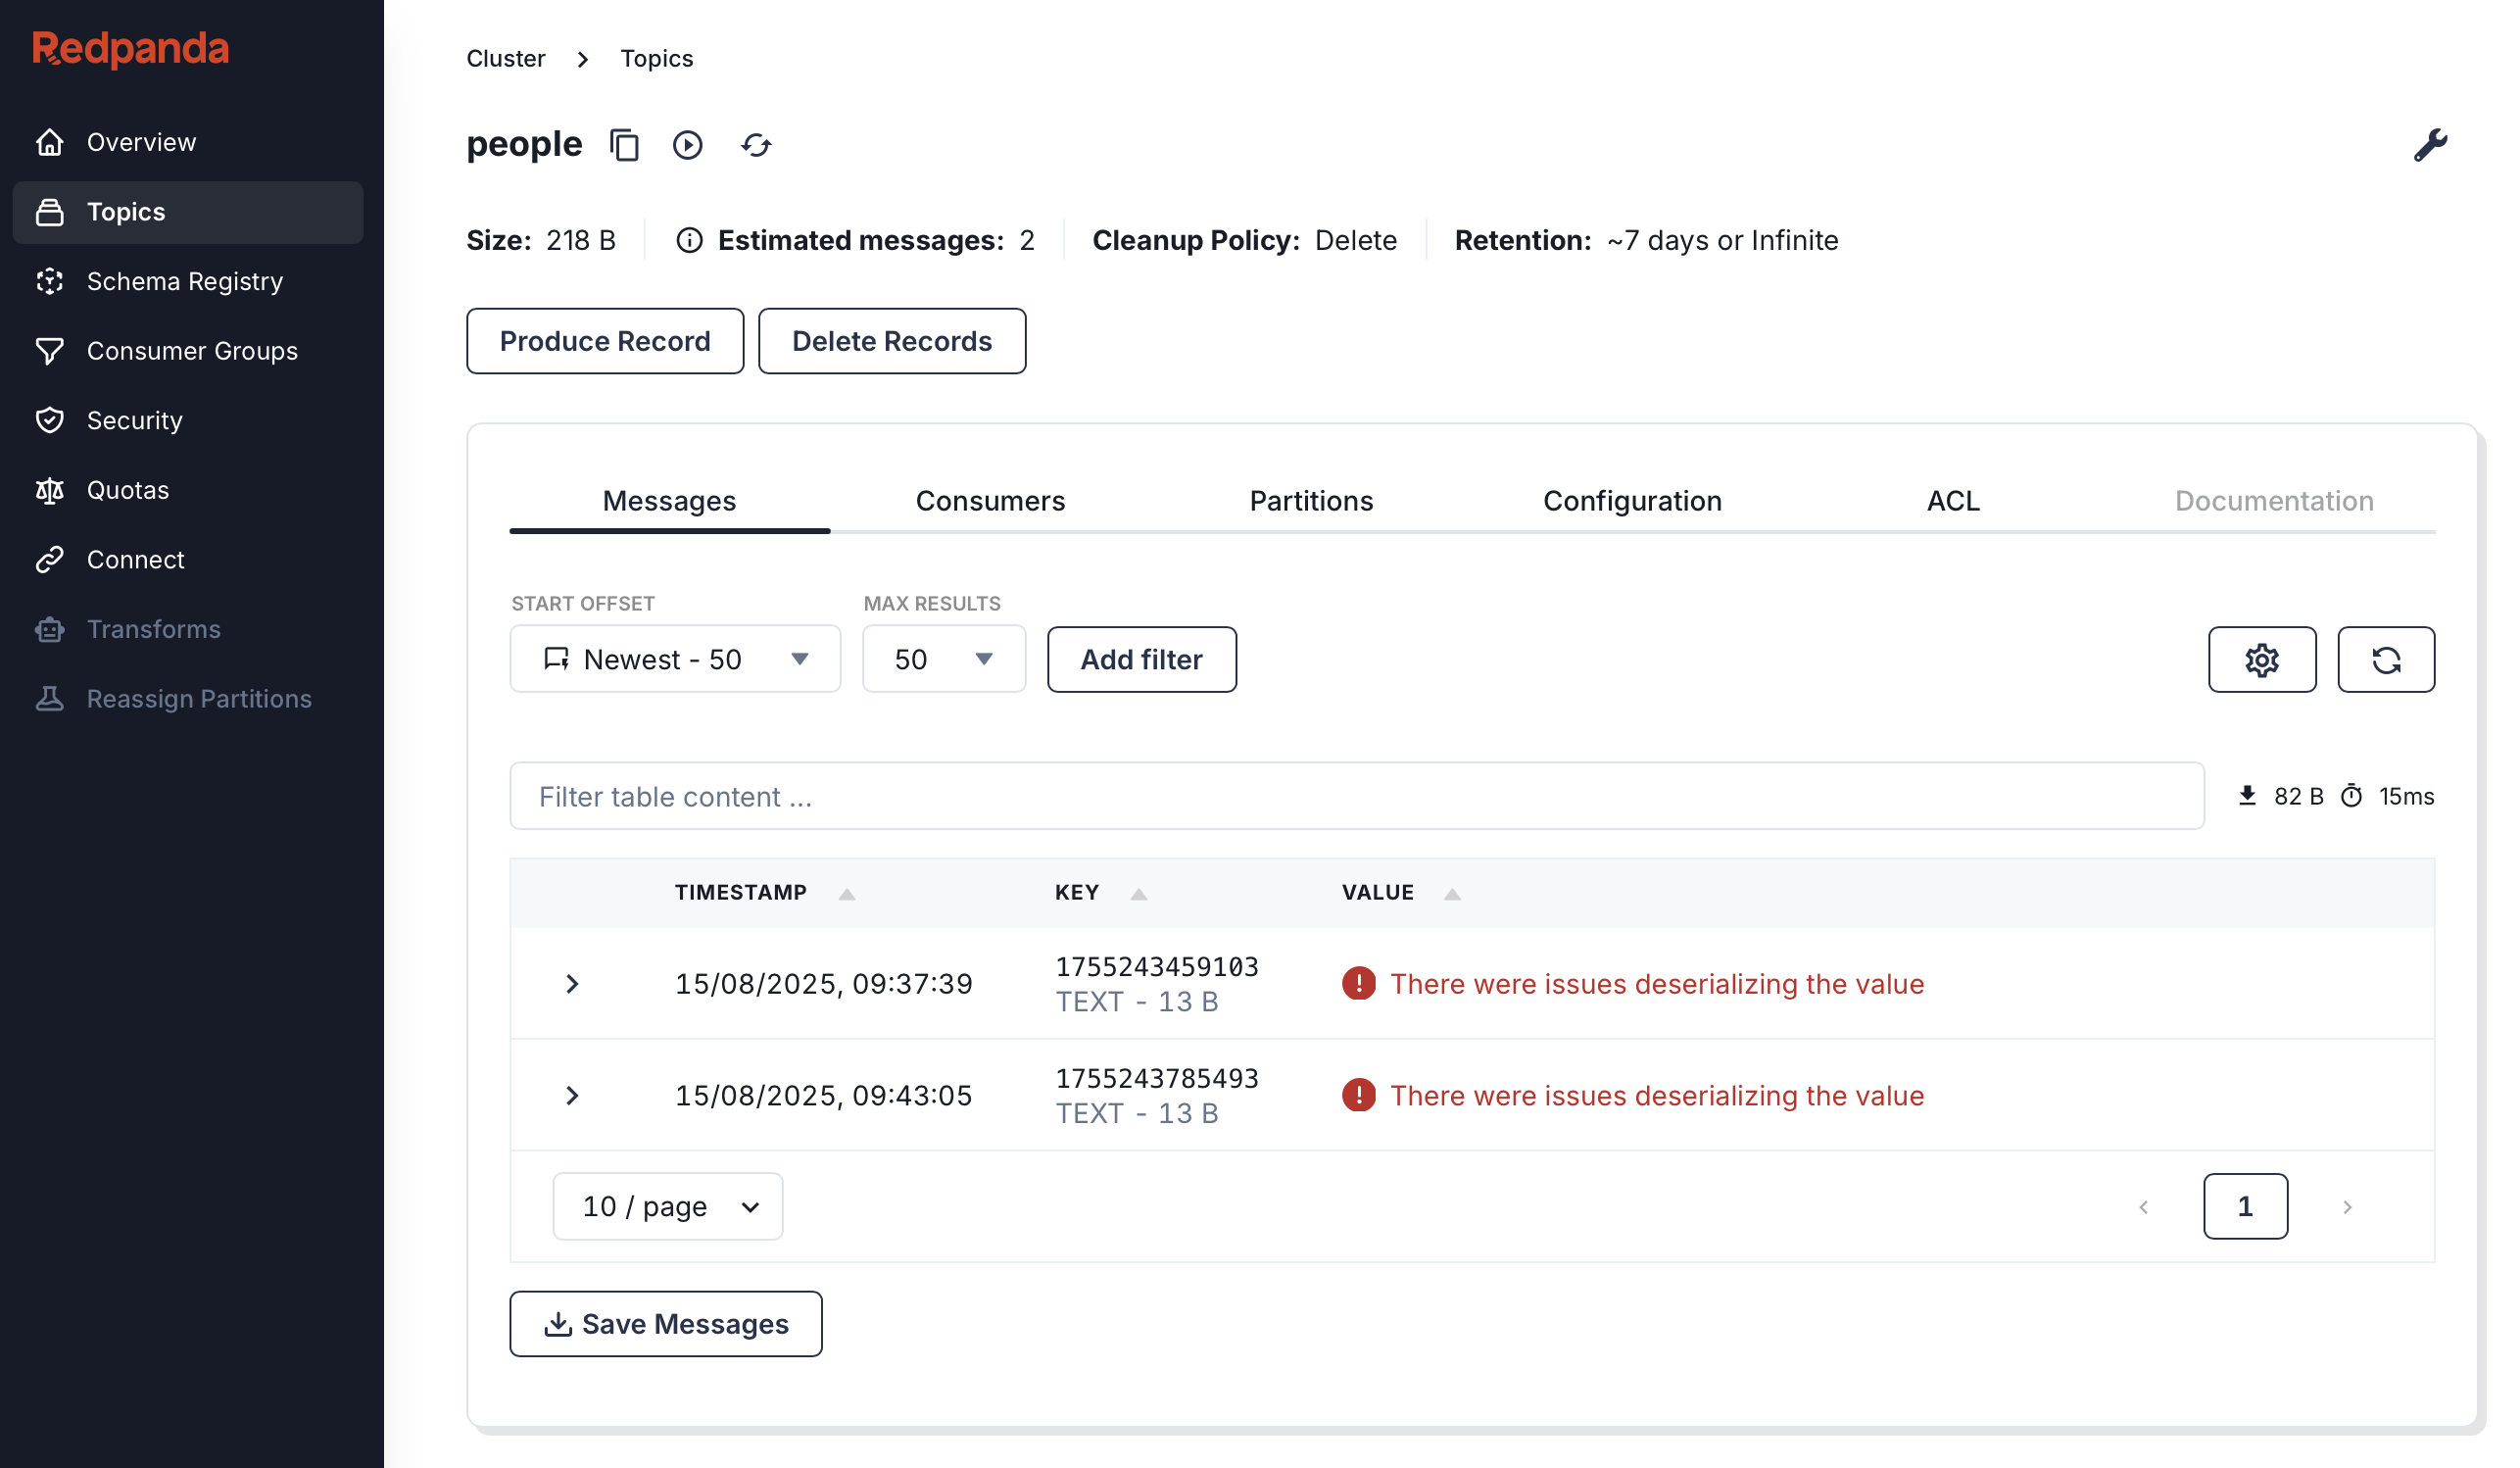 Redpanda
Overview
Topics
Schema Registry
Consumer Groups
Security
Quotas
Connect
Transforms
Reassign Partitions
Cluster > Topics
people
Size: 218 B Estimated messages: 2 Cleanup Policy: Delete Retention: ~7 days or Infinite
Produce Record Delete Records
Messages Consumers Partitions Configuration ACL Documentation
START OFFSET MAX RESULTS
Newest - 50 50 Add filter
Filter table content ... 82 B 15ms
TIMESTAMP KEY VALUE
15/08/2025, 09:37:39 1755243459103 There were issues deserializing the value
TEXT - 13 B
15/08/2025, 09:43:05 1755243785493 There were issues deserializing the value
TEXT - 13 B
10 / page 1
Save Messages